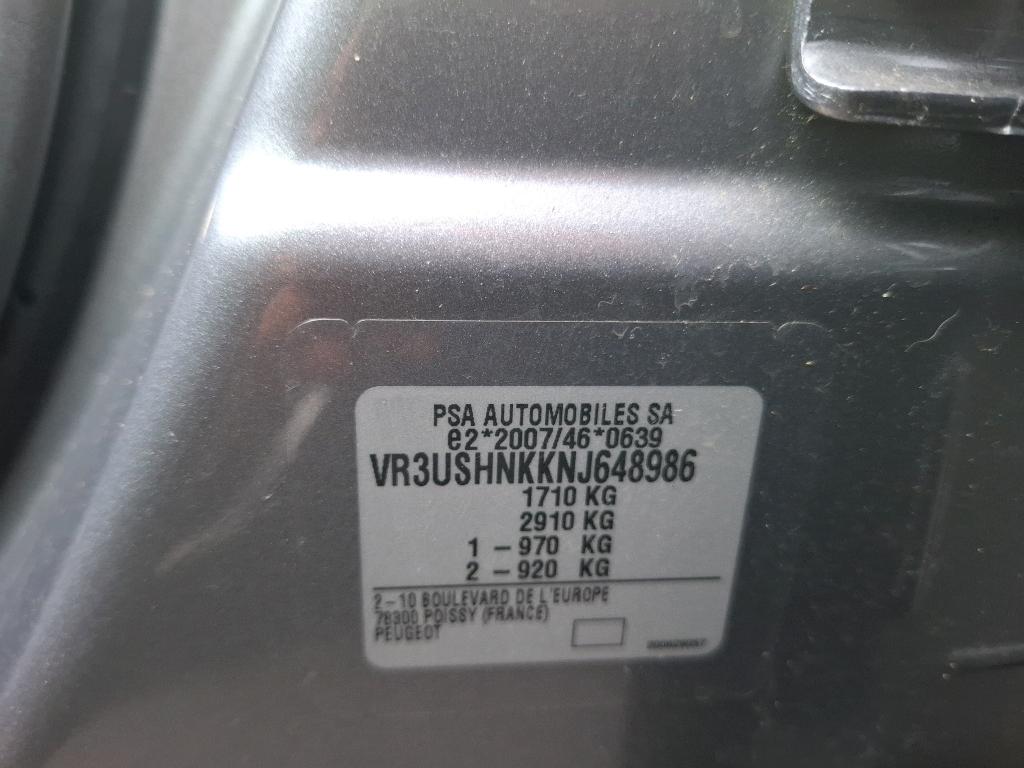 PSA AUTOMOBILES SA
e2*2007/46*0639
VR3USHNKKNJ648986
1710 KG
2910 KG
1 – 970 KG
2 – 920 KG
2–10 BOULEVARD DE L'EUROPE
78300 POISSY (FRANCE)
PEUGEOT